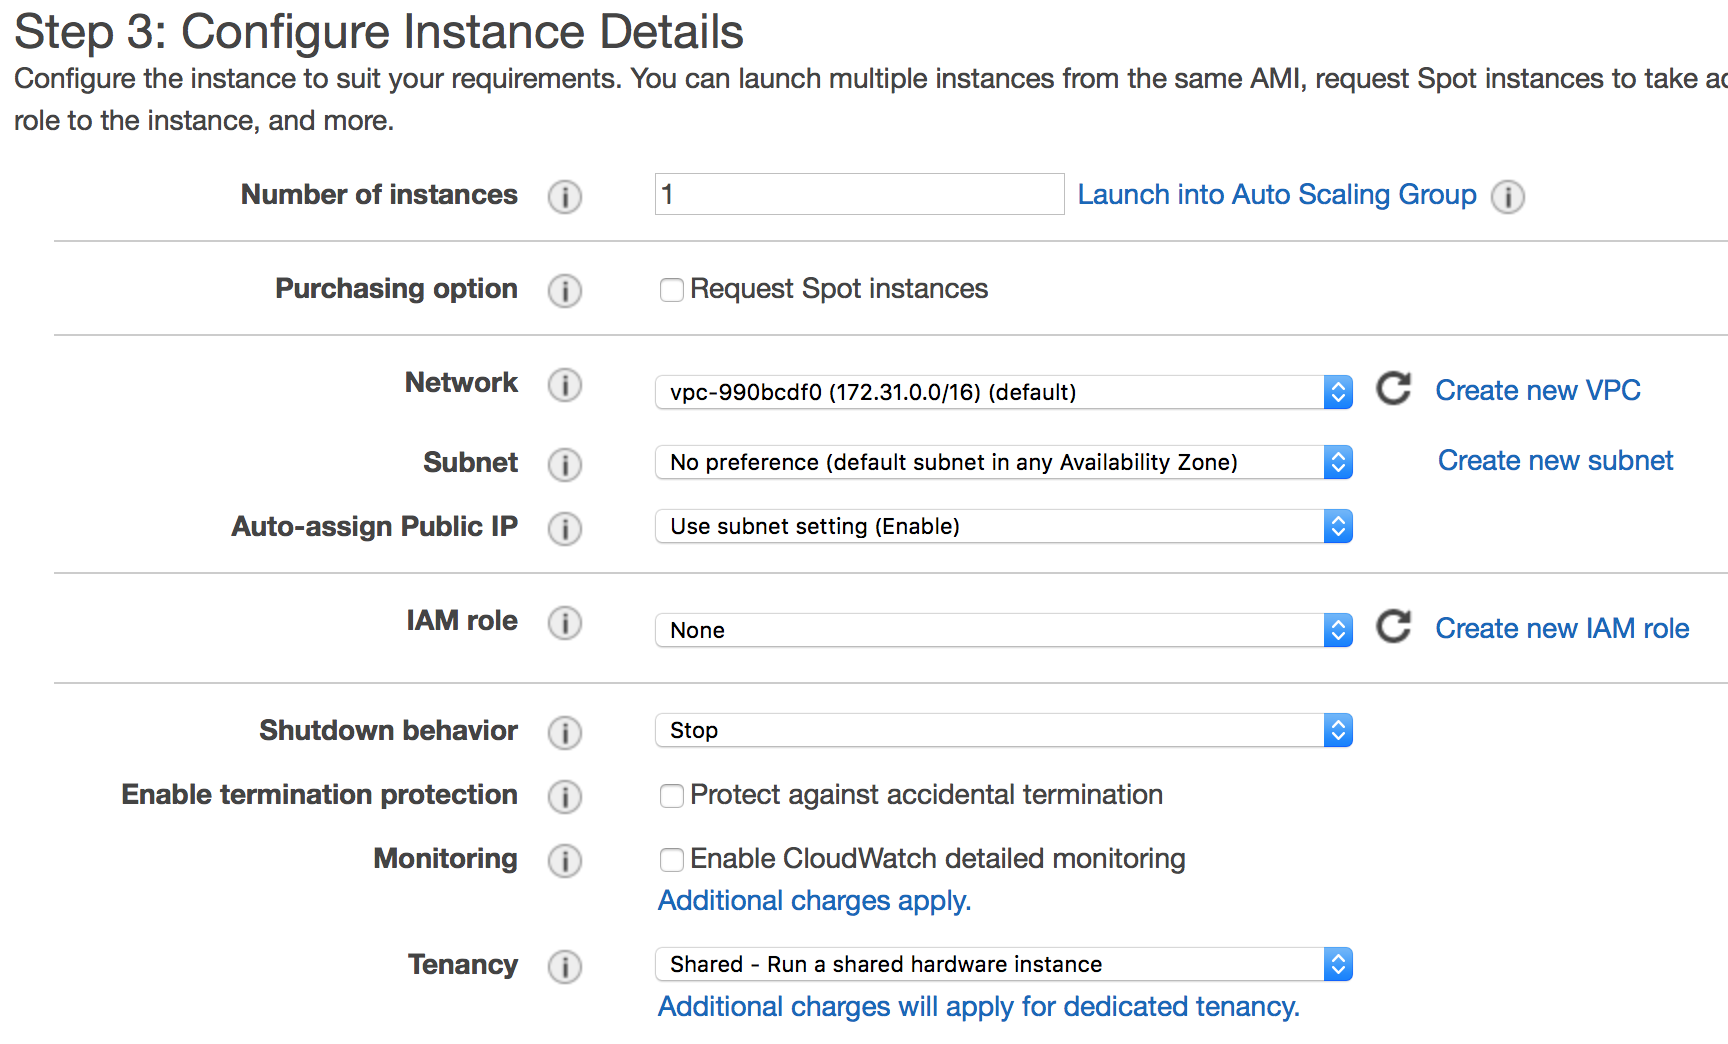 Step 3: Configure Instance Details
Configure the instance to suit your requirements. You can launch multiple instances from the same AMI, request Spot instances to take
role to the instance, and more.
Number of instances 1 Launch into Auto Scaling Group
Purchasing option Request Spot instances
Network vpc-990bcdf0 (172.31.0.0/16) (default) Create new VPC
Subnet No preference (default subnet in any Availability Zone) Create new subnet
Auto-assign Public IP Use subnet setting (Enable)
IAM role None Create new IAM role
Shutdown behavior Stop
Enable termination protection Protect against accidental termination
Monitoring Enable CloudWatch detailed monitoring
Additional charges apply.
Tenancy Shared - Run a shared hardware instance
Additional charges will apply for dedicated tenancy.